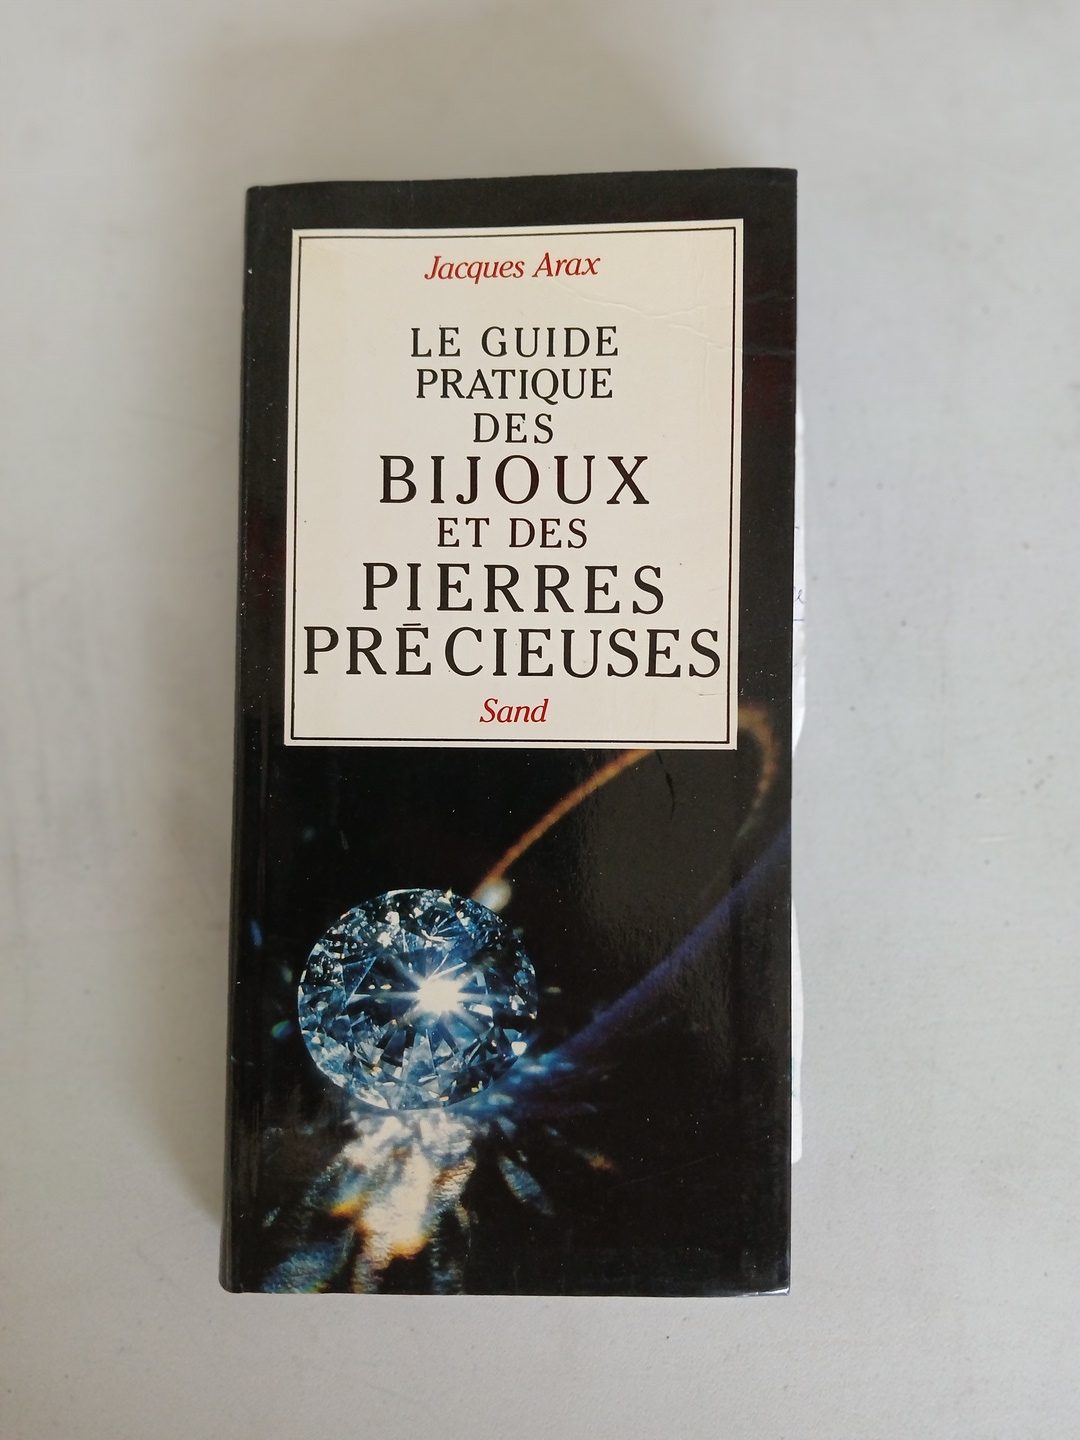 Jacques Arax
LE GUIDE
PRATIQUE
DES
BIJOUX
ET DES
PIERRES
PRÉCIEUSES
Sand